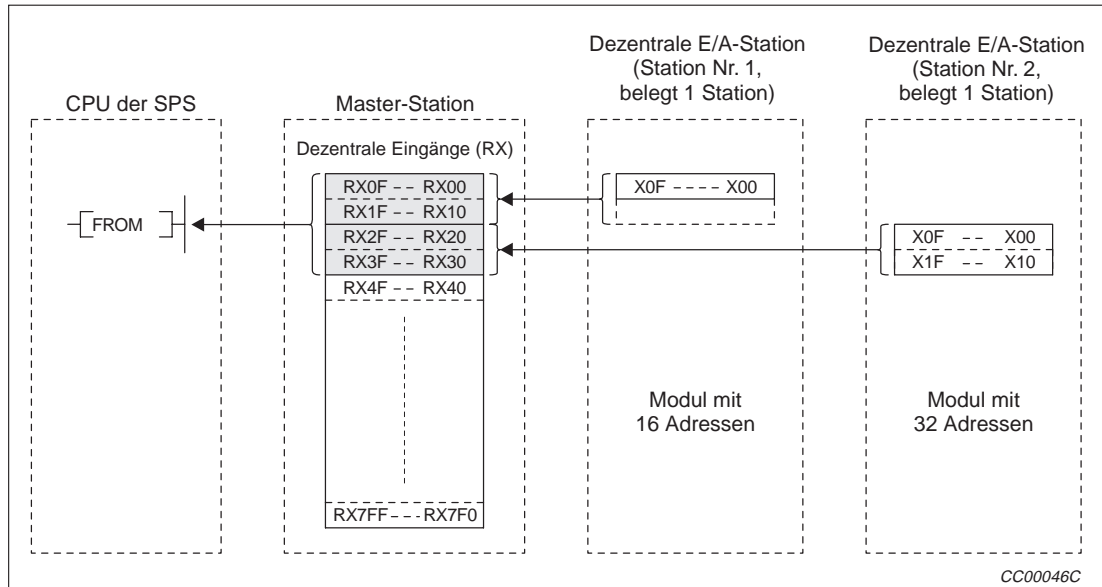 CPU der SPS
Master-Station
Dezentrale E/A-Station
(Station Nr. 1,
belegt 1 Station)
Dezentrale E/A-Station
(Station Nr. 2,
belegt 1 Station)
Dezentrale Eingänge (RX)
FROM
RX0F -- RX00
RX1F -- RX10
RX2F -- RX20
RX3F -- RX30
RX4F -- RX40
RX7FF --- RX7F0
X0F ---- X00
Modul mit
16 Adressen
X0F -- X00
X1F -- X10
Modul mit
32 Adressen
CC00046C